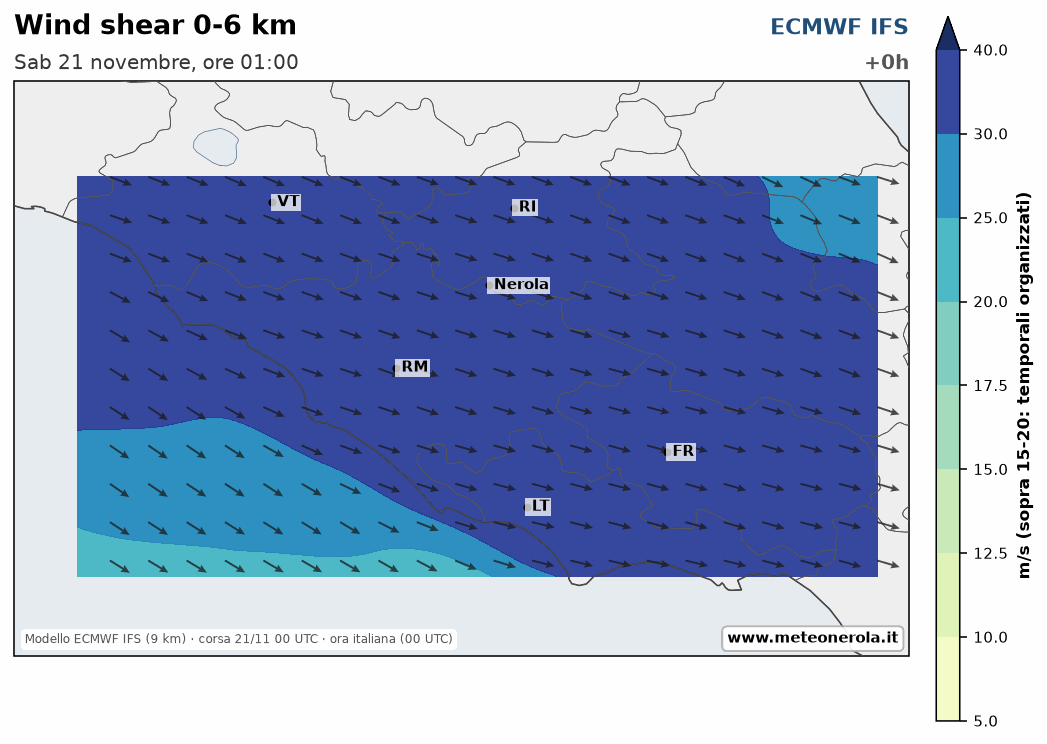 Wind shear 0-6 km
ECMWF IFS
Sab 21 novembre, ore 01:00
+0h
VT
RI
Nerola
RM
FR
LT
40.0
30.0
25.0
20.0
17.5
15.0
12.5
10.0
5.0
m/s (sopra 15-20: temporali organizzati)
Modello ECMWF IFS (9 km) · corsa 21/11 00 UTC · ora italiana (00 UTC)
www.meteonerola.it